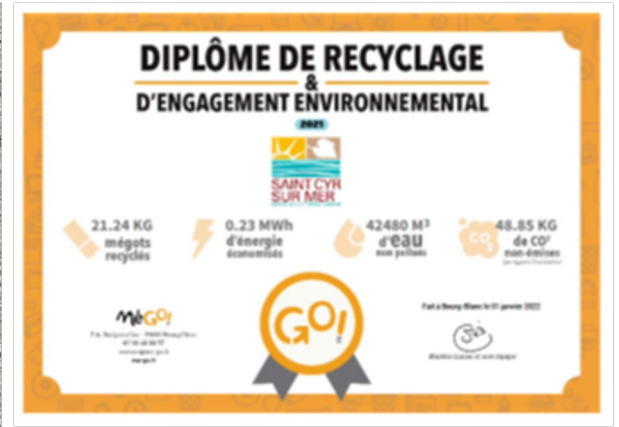 DIPLÔME DE RECYCLAGE
&
D'ENGAGEMENT ENVIRONNEMENTAL
2021
SAINT CYR
SUR MER
21.24 KG
mégots
recyclés
0.23 MWh
d'énergie
économisés
42480 M³
d'eau
non polluée
48.85 KG
de CO²
non-émises
CO²
MéGO!
GO!
Fait à Bourg-Blanc le 01 janvier 2022